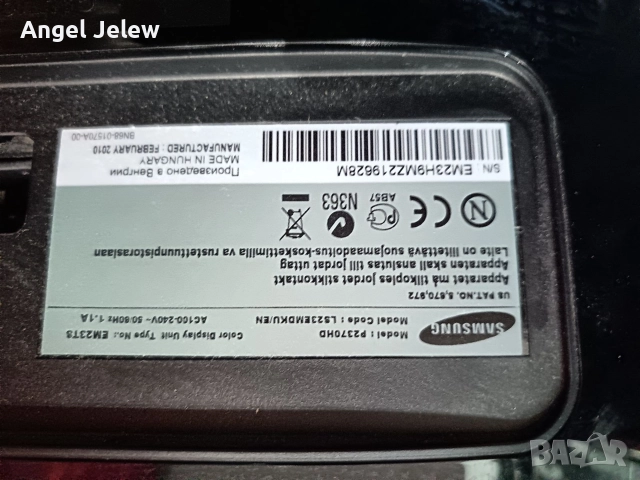 Angel Jelew
SAMSUNG
Model : P2370HD
Model Code : LS23EMDKU/EN
Color Display Unit Type No.: EM23TS
AC100-240V~ 50/60Hz 1.1A
US PAT.NO. 5,670,972
Apparatet må tilkoples jordet stikkontakt
Apparaten skall anslutas till jordat uttag
Laite on liitettävä suojamaadoitus-koskettimilla va rustettuunpistorasiaan
N CE AB57 N363
S/N EM23H9MZ219628M
Произведено в Венгрии
MADE IN HUNGARY
MANUFACTURED : FEBRUARY 2010
BN68-01570A-00
BAZAR